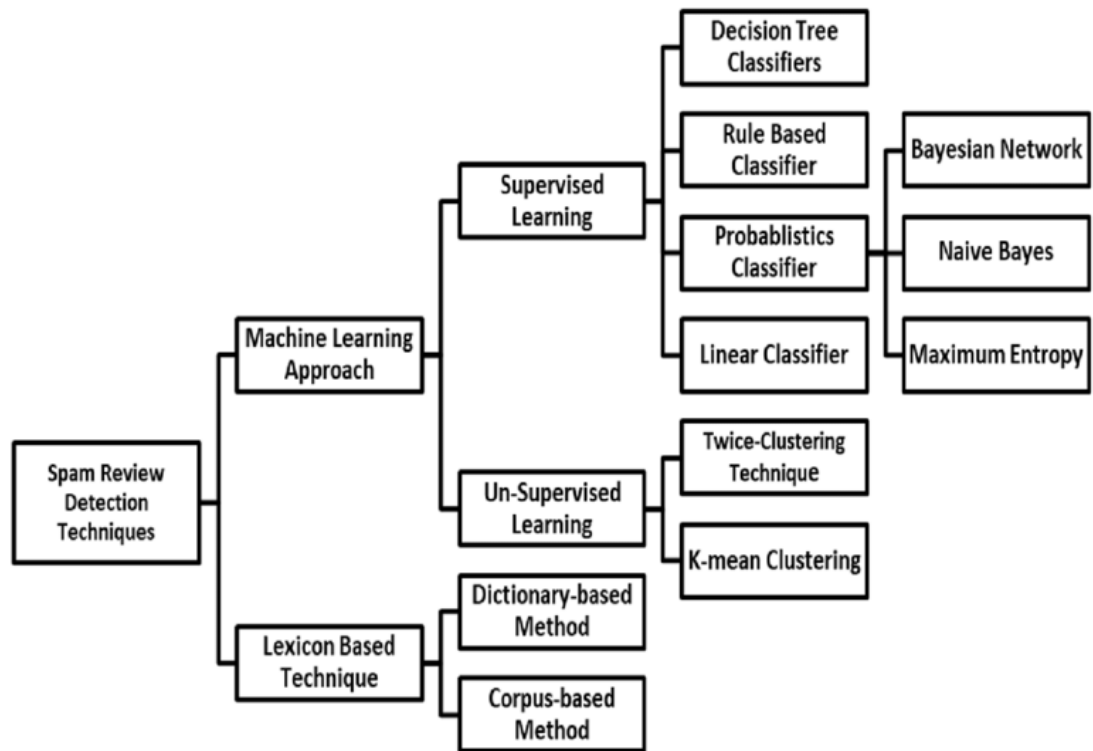 Decision Tree
Classifiers
Rule Based
Classifier
Bayesian Network
Supervised
Learning
Probablistics
Classifier
Naive Bayes
Machine Learning
Approach
Linear Classifier
Maximum Entropy
Spam Review
Detection
Techniques
Un-Supervised
Learning
Twice-Clustering
Technique
K-mean Clustering
Dictionary-based
Method
Lexicon Based
Technique
Corpus-based
Method